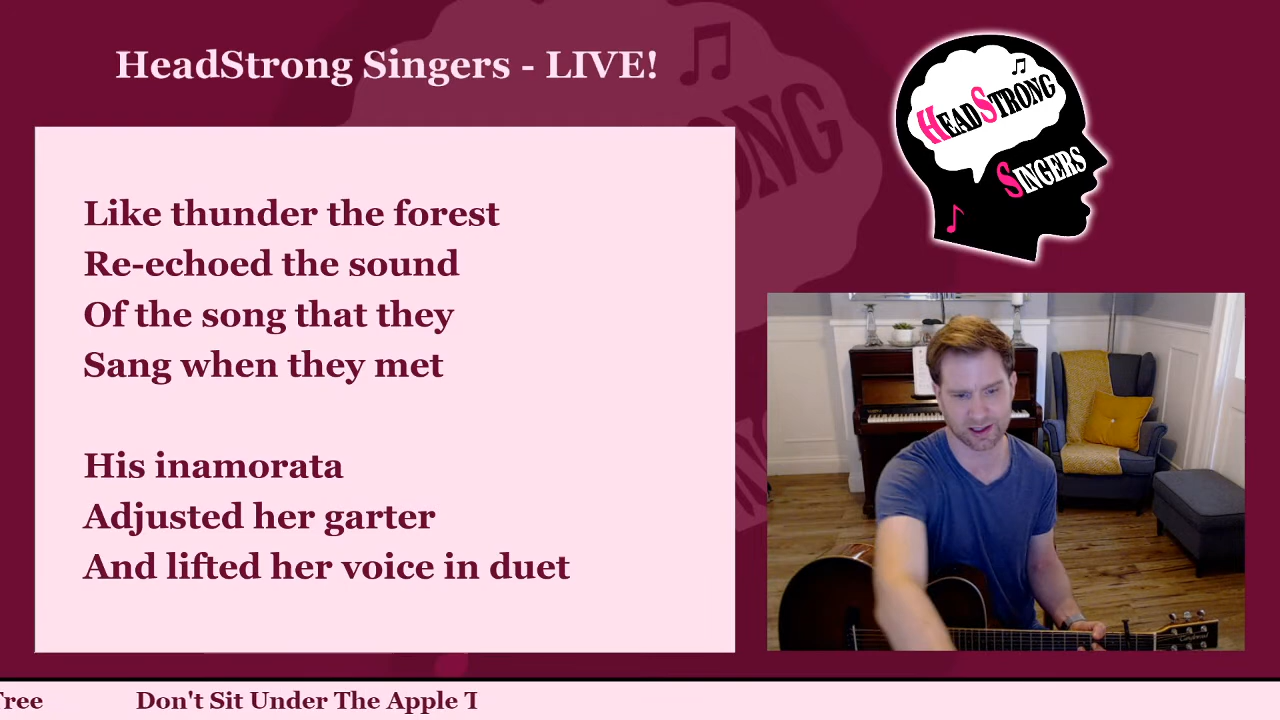 HeadStrong Singers - LIVE!
HEADSTRONG
SINGERS
Like thunder the forest
Re-echoed the sound
Of the song that they
Sang when they met
His inamorata
Adjusted her garter
And lifted her voice in duet
Tree
Don't Sit Under The Apple T